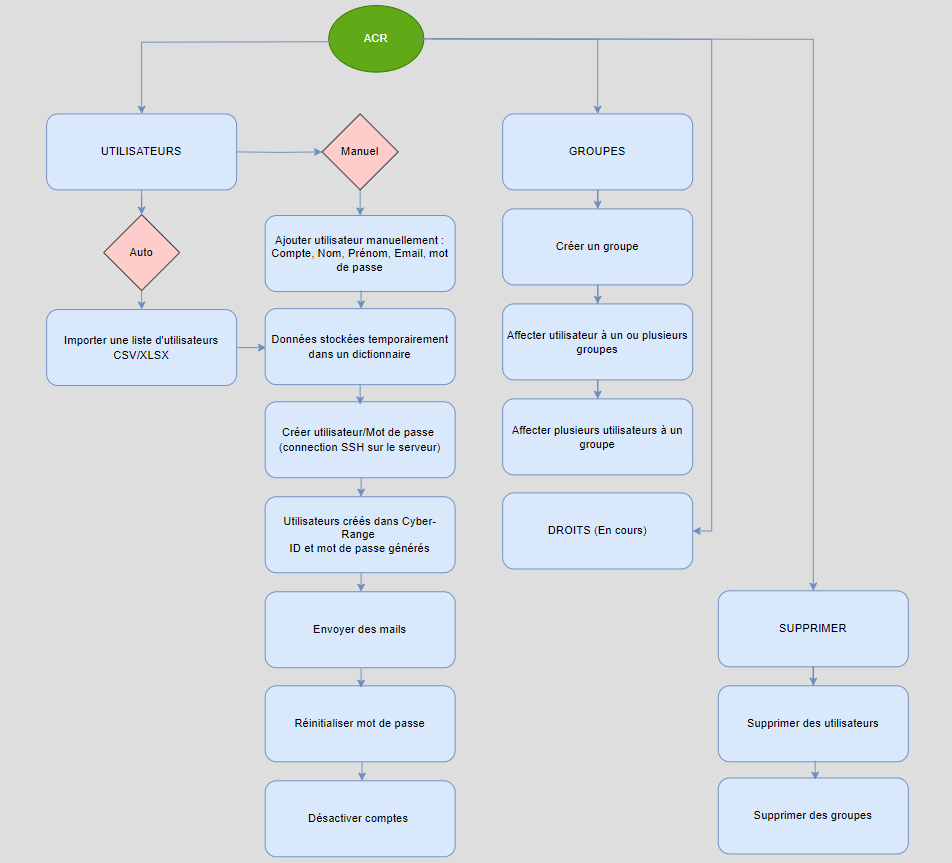 ACR
UTILISATEURS
Manuel
GROUPES
Auto
Ajouter utilisateur manuellement :
Compte, Nom, Prénom, Email, mot
de passe
Créer un groupe
Importer une liste d'utilisateurs
CSV/XLSX
Données stockées temporairement
dans un dictionnaire
Affecter utilisateur à un ou plusieurs
groupes
Créer utilisateur/Mot de passe
(connection SSH sur le serveur)
Affecter plusieurs utilisateurs à un
groupe
Utilisateurs créés dans Cyber-
Range
ID et mot de passe générés
DROITS (En cours)
Envoyer des mails
SUPPRIMER
Réinitialiser mot de passe
Supprimer des utilisateurs
Désactiver comptes
Supprimer des groupes